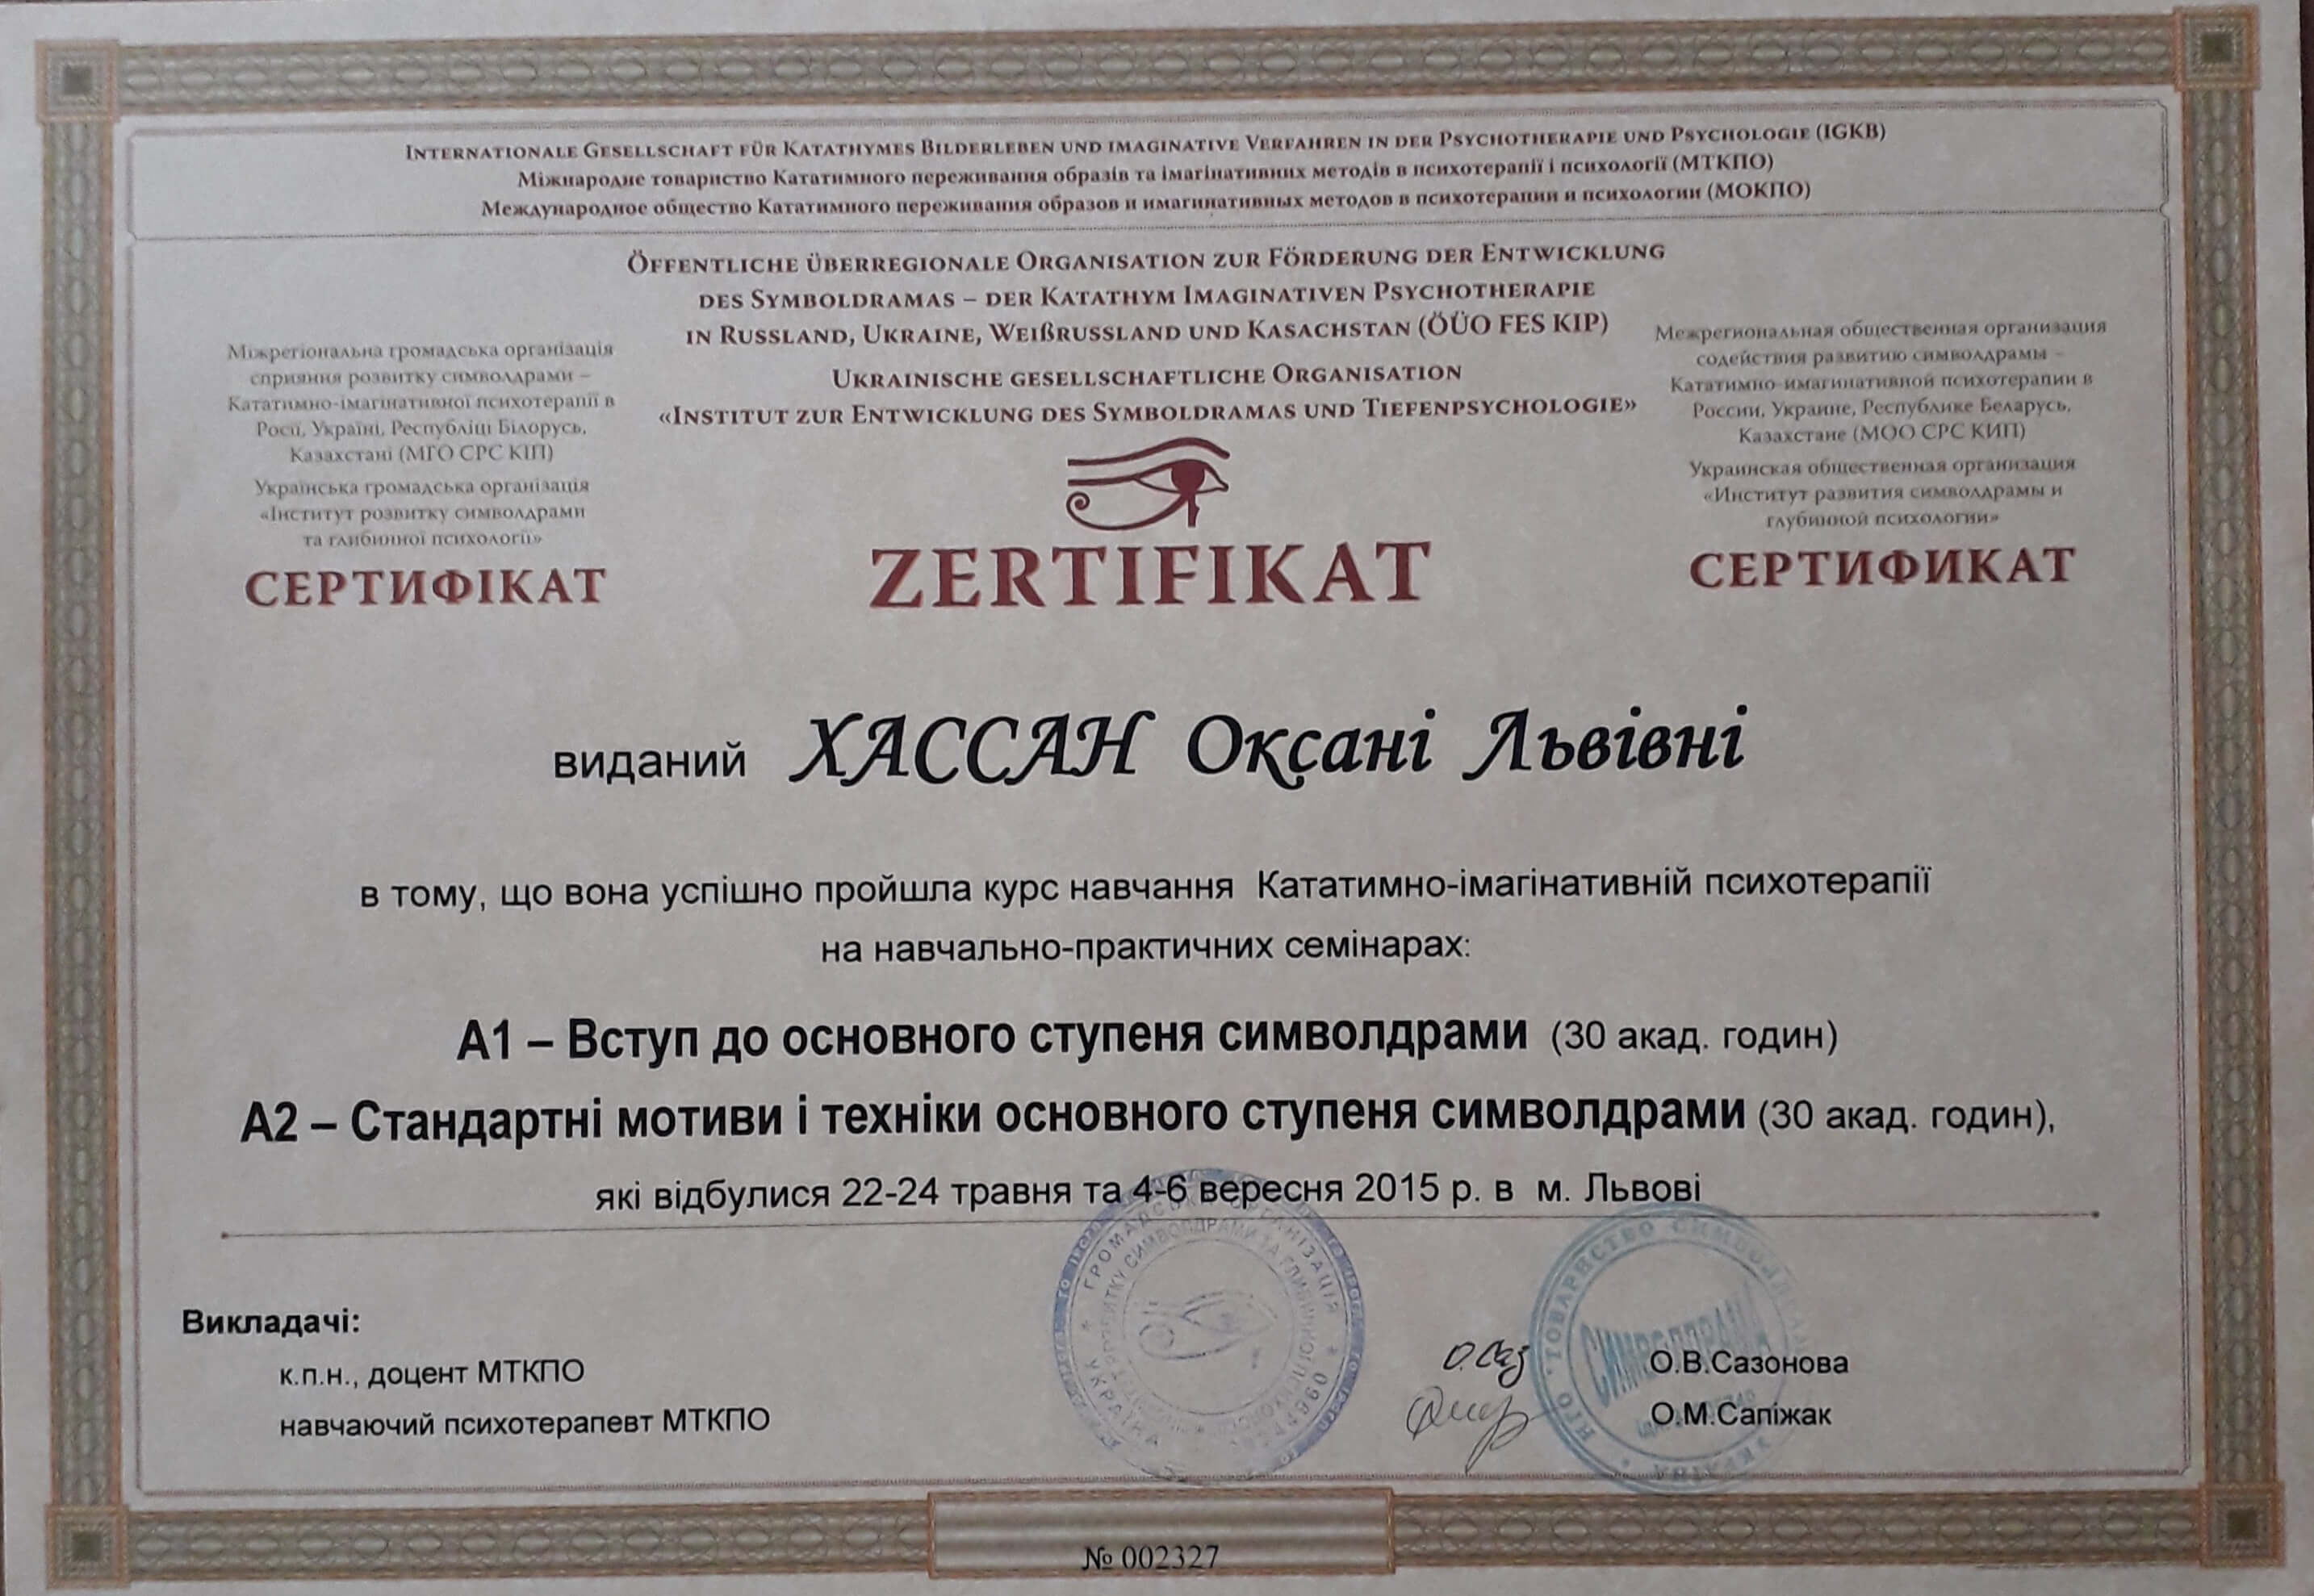 Internationale Gesellschaft für Katathymes Bilderleben und imaginative Verfahren in der Psychotherapie und Psychologie (IGKB)
Міжнародне товариство Кататимного переживання образів та імагінативних методів в психотерапії і психології (МТКПО)
Международное общество Кататимного переживания образов и имагинативных методов в психотерапии и психологии (МОКПО)
Öffentliche überregionale Organisation zur Förderung der Entwicklung
des Symboldramas – der Katathym Imaginativen Psychotherapie
in Russland, Ukraine, Weißrussland und Kasachstan (ÖÜO FES KIP)
Ukrainische gesellschaftliche Organisation
«Institut zur Entwicklung des Symboldramas und Tiefenpsychologie»
Міжрегіональна громадська організація
сприяння розвитку символдрами –
Кататимно-імагінативної психотерапії в
Росії, Україні, Республіці Білорусь,
Казахстані (МГО СРС КІП)
Українська громадська організація
«Інститут розвитку символдрами
та глибинної психології»
СЕРТИФІКАТ
ZERTIFIKAT
Межрегиональная общественная организация
содействия развитию символдрамы –
Кататимно-имагинативной психотерапии в
России, Украине, Республике Беларусь,
Казахстане (МОО СРС КИП)
Украинская общественная организация
«Институт развития символдрамы и
глубинной психологии»
СЕРТИФИКАТ
виданий ХАССАН Оксані Львівні
в тому, що вона успішно пройшла курс навчання Кататимно-імагінативній психотерапії
на навчально-практичних семінарах:
А1 – Вступ до основного ступеня символдрами (30 акад. годин)
А2 – Стандартні мотиви і техніки основного ступеня символдрами (30 акад. годин),
які відбулися 22-24 травня та 4-6 вересня 2015 р. в м. Львові
Викладачі:
к.п.н., доцент МТКПО
О.В.Сазонова
навчаючий психотерапевт МТКПО
О.М.Сапіжак
ГРОМАДСЬКА ОРГАНІЗАЦІЯ
СИМВОЛДРАМИ ТА ГЛИБИННОЇ
УКРАЇНА
ТОВАРИСТВО
СИМВОЛДРАМА
УКРАЇНА
№ 002327